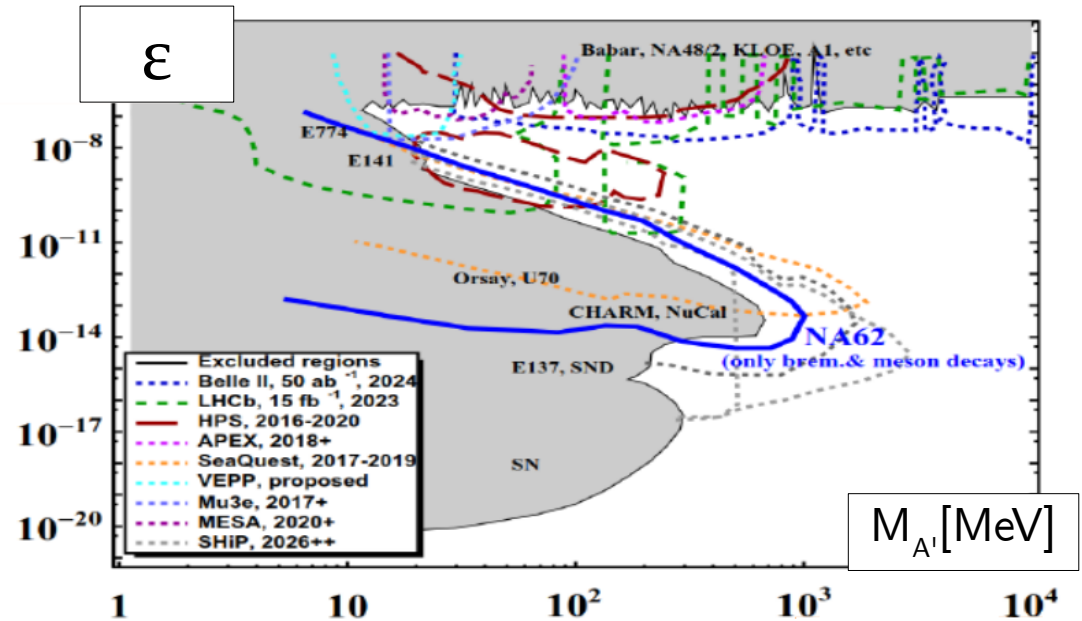 ε
Babar, NA48/2, KLOE, A1, etc
E774
10⁻⁸
E141
10⁻¹¹
Orsay, U70
CHARM, NuCal
10⁻¹⁴
NA62
(only brem.& meson decays)
E137, SND
Excluded regions
Belle II, 50 ab ⁻¹, 2024
LHCb, 15 fb ⁻¹, 2023
HPS, 2016-2020
APEX, 2018+
SeaQuest, 2017-2019
VEPP, proposed
Mu3e, 2017+
MESA, 2020+
SHiP, 2026++
10⁻¹⁷
SN
10⁻²⁰
M_A'[MeV]
1 10 10² 10³ 10⁴